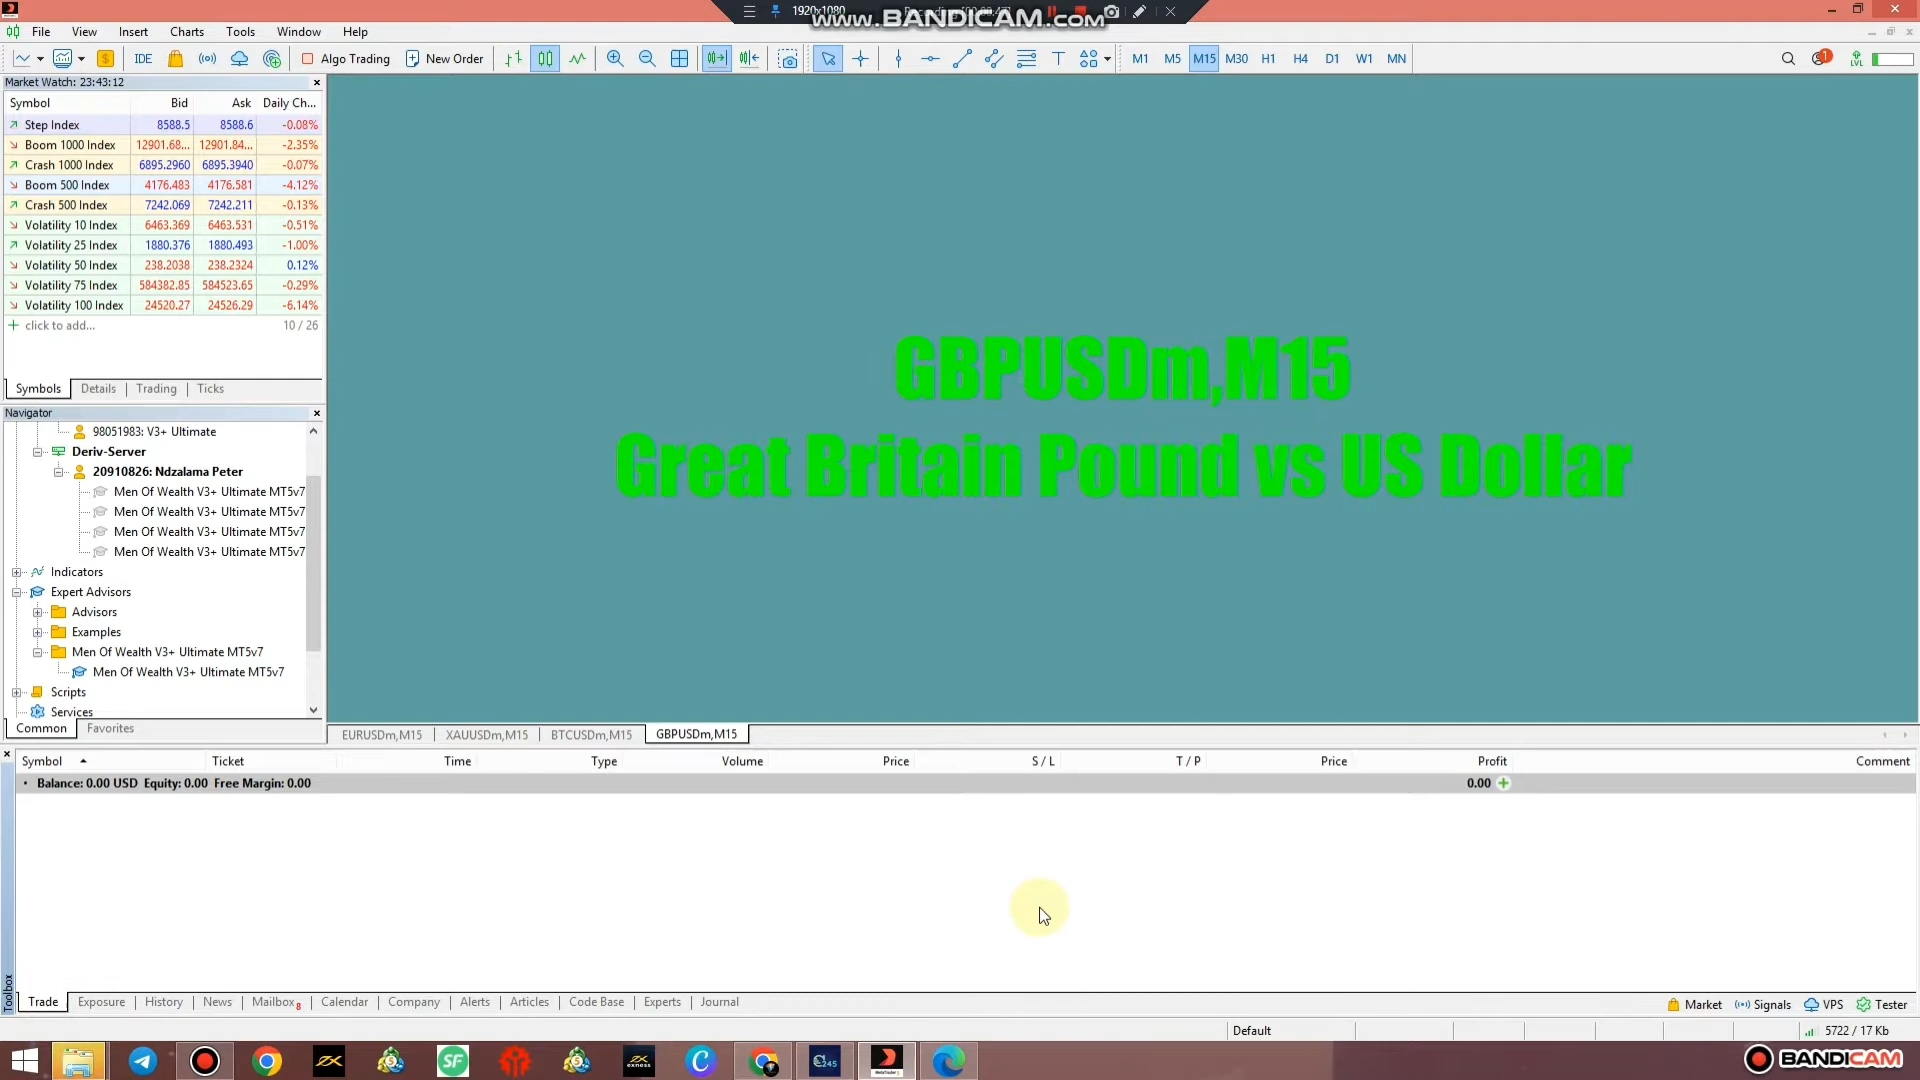 1920x1080
www.BANDICAM.com
File View Insert Charts Tools Window Help
IDE Algo Trading New Order M1 M5 M15 M30 H1 H4 D1 W1 MN 1 LVL
Market Watch: 23:43:12
Symbol Bid Ask Daily Ch...
Step Index 8588.5 8588.6 -0.08%
Boom 1000 Index 12901.68... 12901.84... -2.35%
Crash 1000 Index 6895.2960 6895.3940 -0.07%
Boom 500 Index 4176.483 4176.581 -4.12%
Crash 500 Index 7242.069 7242.211 -0.13%
Volatility 10 Index 6463.369 6463.531 -0.51%
Volatility 25 Index 1880.376 1880.493 -1.00%
Volatility 50 Index 238.2038 238.2324 0.12%
Volatility 75 Index 584382.85 584523.65 -0.29%
Volatility 100 Index 24520.27 24526.29 -6.14%
click to add... 10 / 26
Symbols Details Trading Ticks
Navigator
98051983: V3+ Ultimate
Deriv-Server
20910826: Ndzalama Peter
Men Of Wealth V3+ Ultimate MT5v7
Men Of Wealth V3+ Ultimate MT5v7
Men Of Wealth V3+ Ultimate MT5v7
Men Of Wealth V3+ Ultimate MT5v7
Indicators
Expert Advisors
Advisors
Examples
Men Of Wealth V3+ Ultimate MT5v7
Men Of Wealth V3+ Ultimate MT5v7
Scripts
Services
Common Favorites
GBPUSDm,M15
Great Britain Pound vs US Dollar
EURUSDm,M15 XAUUSDm,M15 BTCUSDm,M15 GBPUSDm,M15
Symbol Ticket Time Type Volume Price S / L T / P Price Profit Comment
Balance: 0.00 USD Equity: 0.00 Free Margin: 0.00 0.00
Toolbox
Trade Exposure History News Mailbox 8 Calendar Company Alerts Articles Code Base Experts Journal
Market Signals VPS Tester
Default 5722 / 17 Kb
BANDICAM